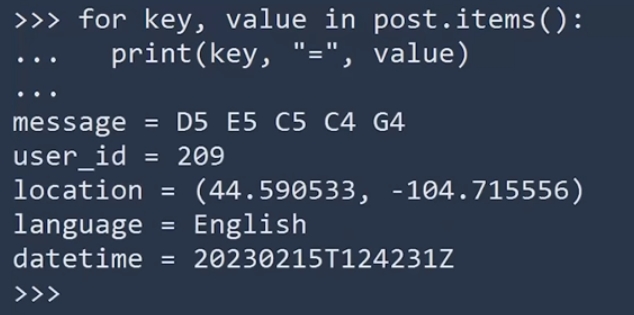 >>> for key, value in post.items():
...   print(key, "=", value)
...
message = D5 E5 C5 C4 G4
user_id = 209
location = (44.590533, -104.715556)
language = English
datetime = 20230215T124231Z
>>>